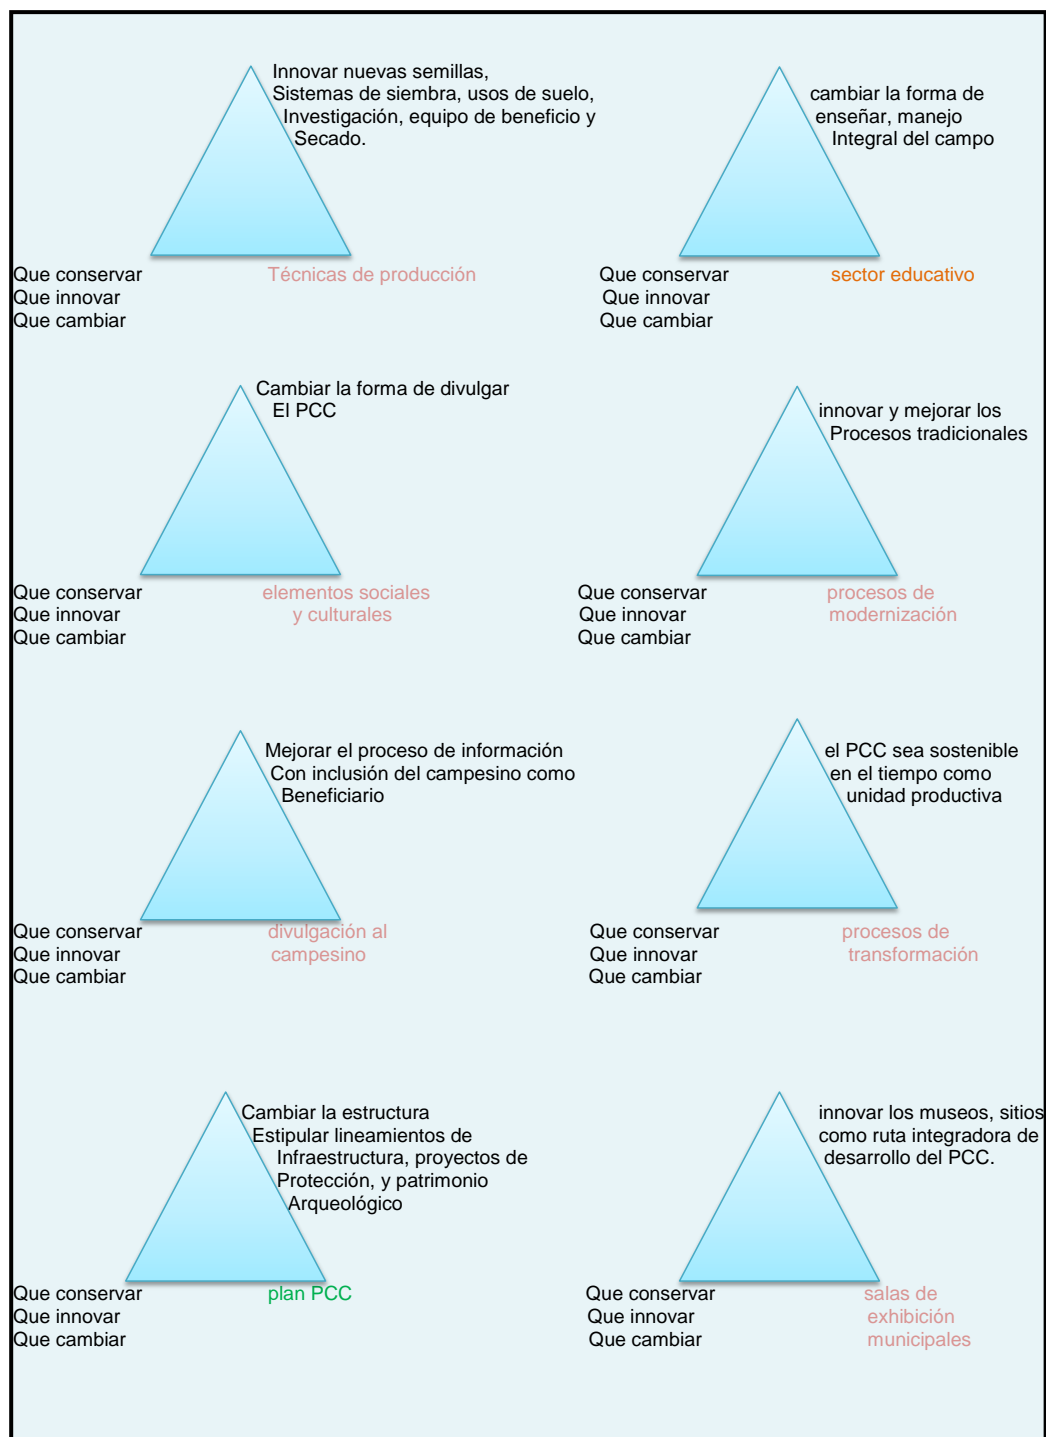 Innovar nuevas semillas,
Sistemas de siembra, usos de suelo,
Investigación, equipo de beneficio y
Secado.
Que conservar
Técnicas de producción
Que innovar
Que cambiar
cambiar la forma de
enseñar, manejo
Integral del campo
Que conservar
sector educativo
Que innovar
Que cambiar
Cambiar la forma de divulgar
El PCC
Que conservar
elementos sociales
Que innovar
y culturales
Que cambiar
innovar y mejorar los
Procesos tradicionales
Que conservar
procesos de
Que innovar
modernización
Que cambiar
Mejorar el proceso de información
Con inclusión del campesino como
Beneficiario
Que conservar
divulgación al
Que innovar
campesino
Que cambiar
el PCC sea sostenible
en el tiempo como
unidad productiva
Que conservar
procesos de
Que innovar
transformación
Que cambiar
Cambiar la estructura
Estipular lineamientos de
Infraestructura, proyectos de
Protección, y patrimonio
Arqueológico
Que conservar
plan PCC
Que innovar
Que cambiar
innovar los museos, sitios
como ruta integradora de
desarrollo del PCC.
Que conservar
salas de
Que innovar
exhibición
Que cambiar
municipales